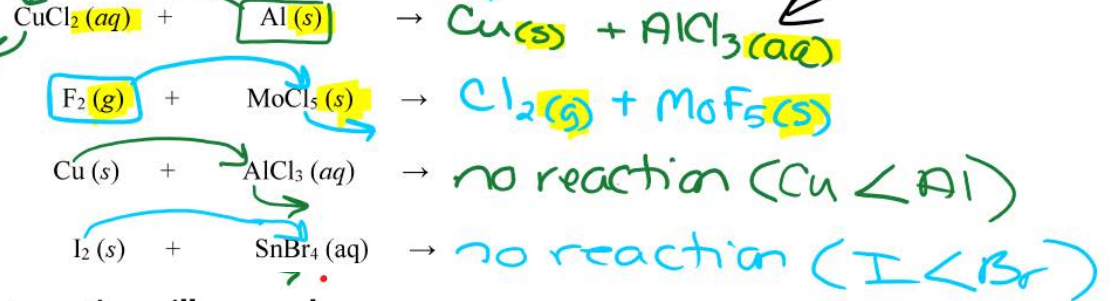 CuCl₂ (aq) + Al (s) → Cu(s) + AlCl₃(aq)
F₂ (g) + MoCl₅ (s) → Cl₂(g) + MoF₅(s)
Cu (s) + AlCl₃ (aq) → no reaction (Cu < Al)
I₂ (s) + SnBr₄ (aq) → no reaction (I < Br)